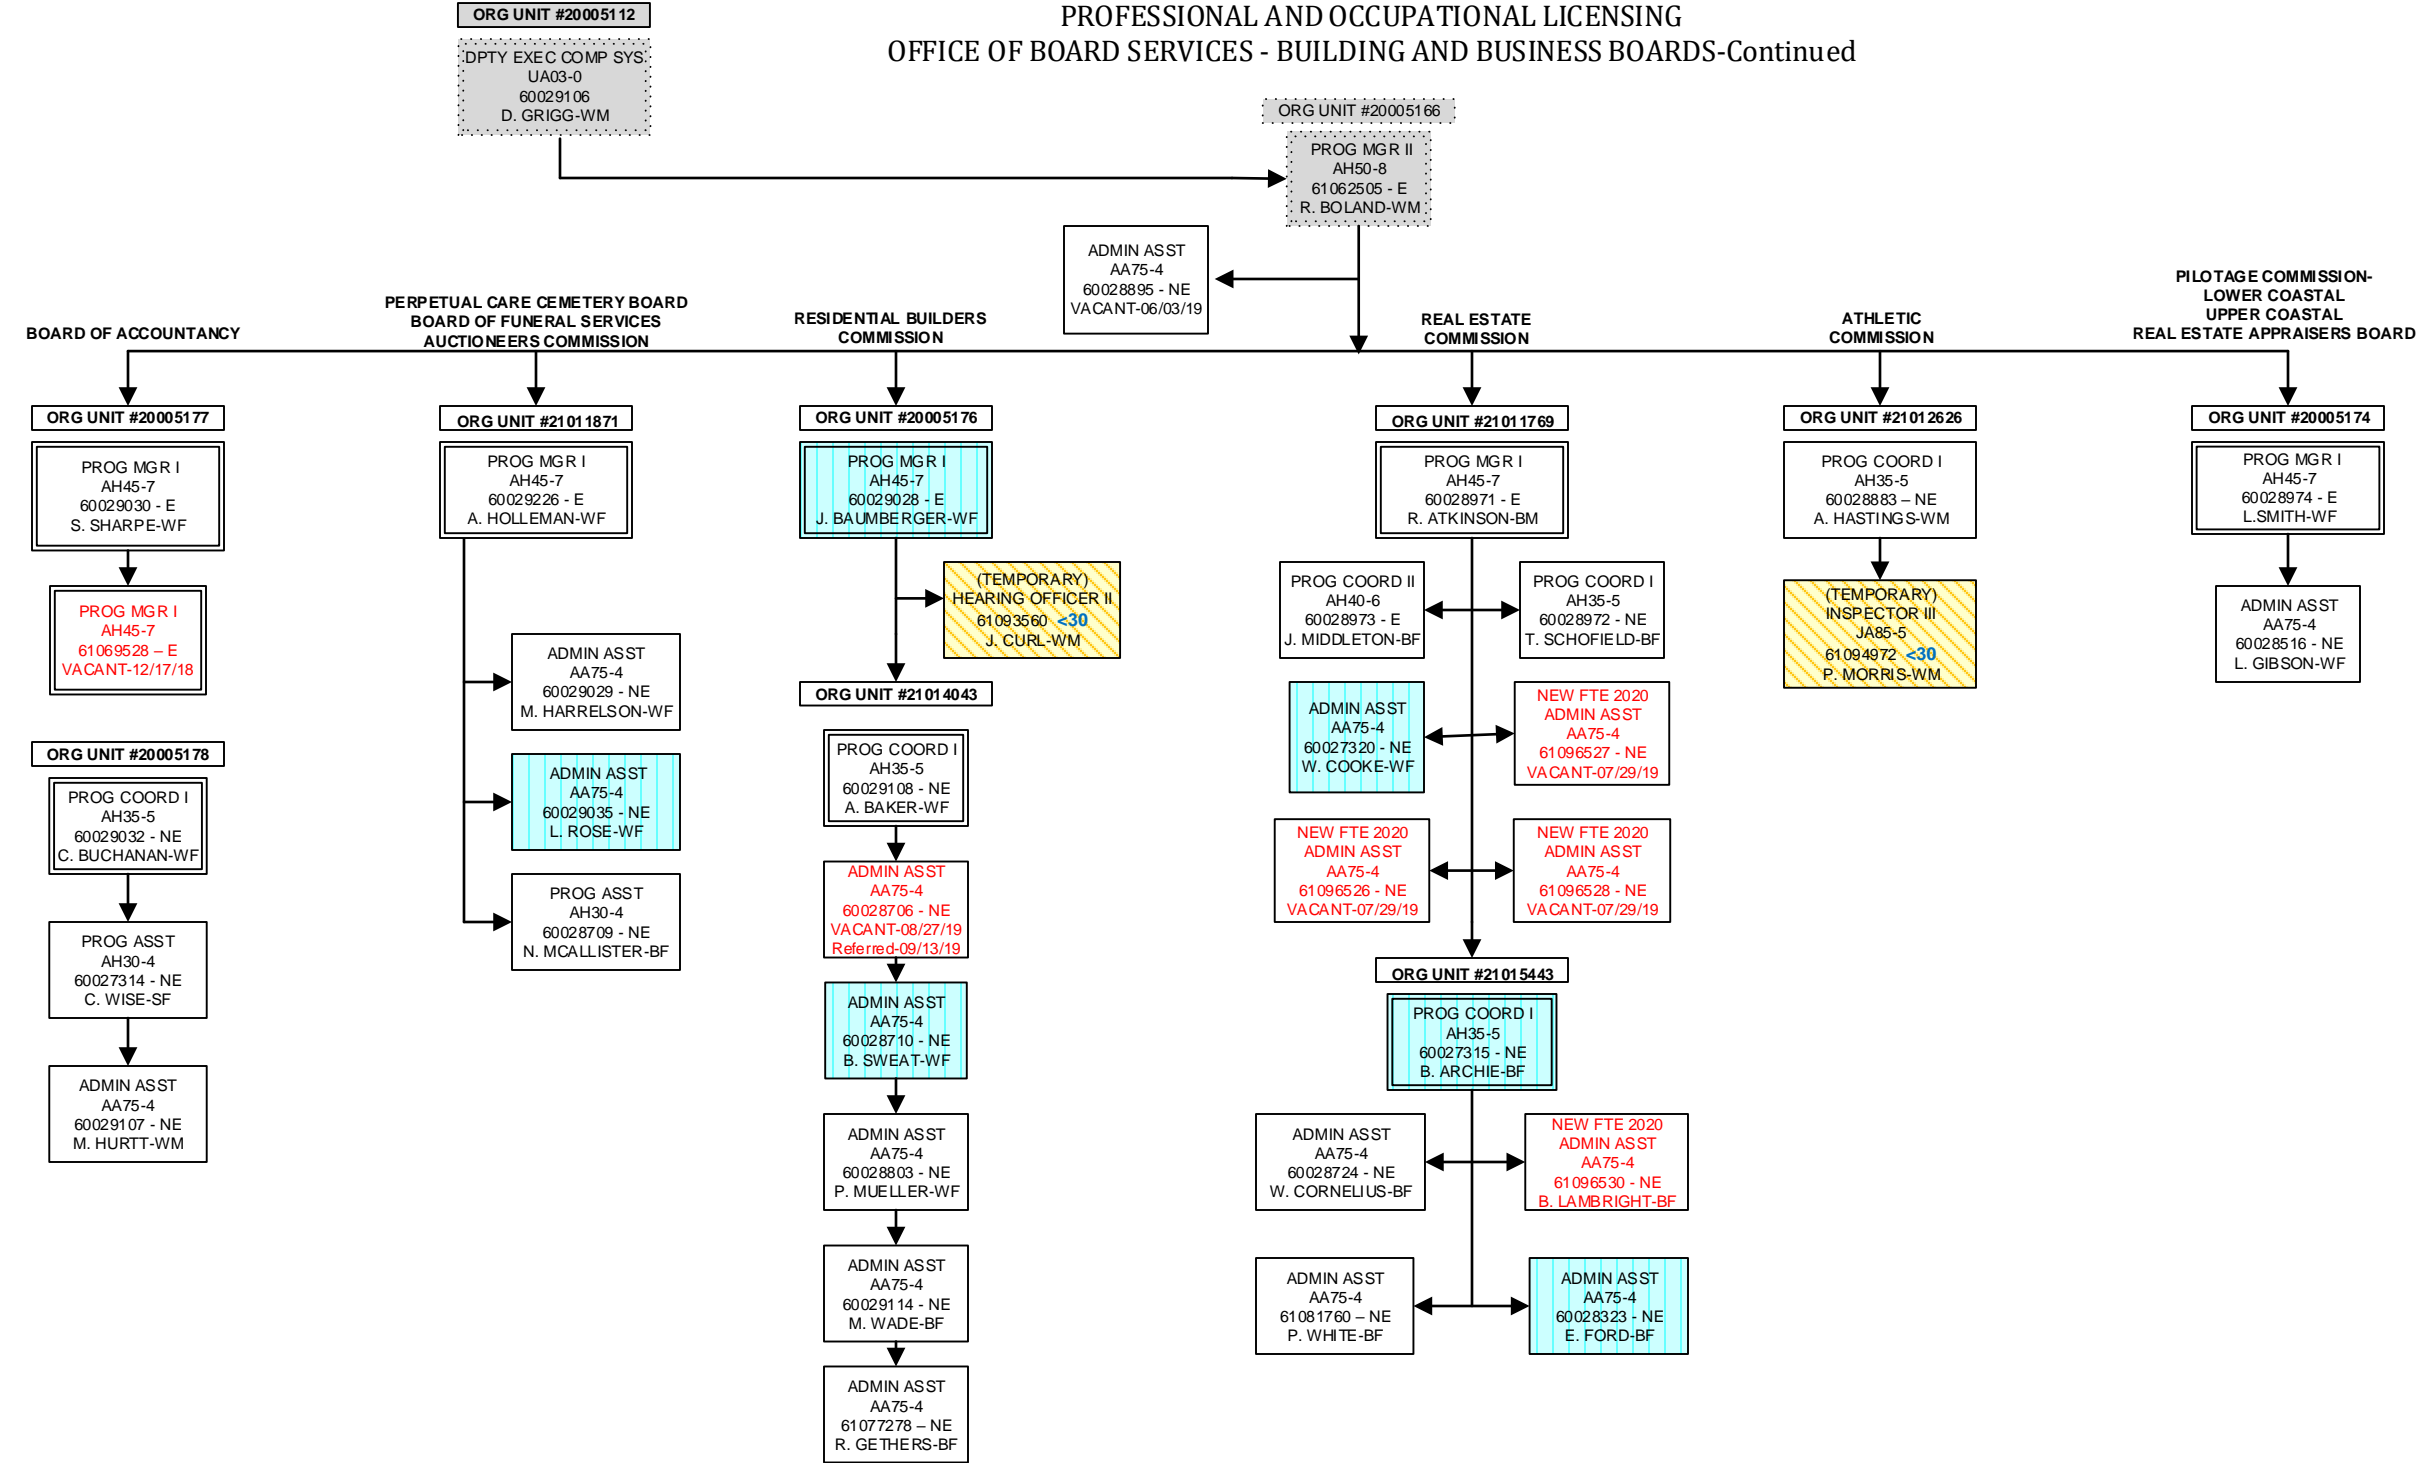 ORG UNIT #20005112
PROFESSIONAL AND OCCUPATIONAL LICENSING
OFFICE OF BOARD SERVICES - BUILDING AND BUSINESS BOARDS-Continued
DPTY EXEC COMP SYS
UA03-0
60029106
D. GRIGG-WM
ORG UNIT #20005166
PROG MGR II
AH50-8
61062505 - E
R. BOLAND-WM
ADMIN ASST
AA75-4
60028895 - NE
VACANT-06/03/19
BOARD OF ACCOUNTANCY
ORG UNIT #20005177
PROG MGR I
AH45-7
60029030 - E
S. SHARPE-WF
PROG MGR I
AH45-7
61069528 – E
VACANT-12/17/18
ORG UNIT #20005178
PROG COORD I
AH35-5
60029032 - NE
C. BUCHANAN-WF
PROG ASST
AH30-4
60027314 - NE
C. WISE-SF
ADMIN ASST
AA75-4
60029107 - NE
M. HURTT-WM
PERPETUAL CARE CEMETERY BOARD
BOARD OF FUNERAL SERVICES
AUCTIONEERS COMMISSION
ORG UNIT #21011871
PROG MGR I
AH45-7
60029226 - E
A. HOLLEMAN-WF
ADMIN ASST
AA75-4
60029029 - NE
M. HARRELSON-WF
ADMIN ASST
AA75-4
60029035 - NE
L. ROSE-WF
PROG ASST
AH30-4
60028709 - NE
N. MCALLISTER-BF
RESIDENTIAL BUILDERS
COMMISSION
ORG UNIT #20005176
PROG MGR I
AH45-7
60029028 - E
J. BAUMBERGER-WF
(TEMPORARY)
HEARING OFFICER II
61093560 <30
J. CURL-WM
ORG UNIT #21014043
PROG COORD I
AH35-5
60029108 - NE
A. BAKER-WF
ADMIN ASST
AA75-4
60028706 - NE
VACANT-08/27/19
Referred-09/13/19
ADMIN ASST
AA75-4
60028710 - NE
B. SWEAT-WF
ADMIN ASST
AA75-4
60028803 - NE
P. MUELLER-WF
ADMIN ASST
AA75-4
60029114 - NE
M. WADE-BF
ADMIN ASST
AA75-4
61077278 – NE
R. GETHERS-BF
REAL ESTATE
COMMISSION
ORG UNIT #21011769
PROG MGR I
AH45-7
60028971 - E
R. ATKINSON-BM
PROG COORD II
AH40-6
60028973 - E
J. MIDDLETON-BF
PROG COORD I
AH35-5
60028972 - NE
T. SCHOFIELD-BF
ADMIN ASST
AA75-4
60027320 - NE
W. COOKE-WF
NEW FTE 2020
ADMIN ASST
AA75-4
61096527 - NE
VACANT-07/29/19
NEW FTE 2020
ADMIN ASST
AA75-4
61096526 - NE
VACANT-07/29/19
NEW FTE 2020
ADMIN ASST
AA75-4
61096528 - NE
VACANT-07/29/19
ORG UNIT #21015443
PROG COORD I
AH35-5
60027315 - NE
B. ARCHIE-BF
ADMIN ASST
AA75-4
60028724 - NE
W. CORNELIUS-BF
NEW FTE 2020
ADMIN ASST
AA75-4
61096530 - NE
B. LAMBRIGHT-BF
ADMIN ASST
AA75-4
61081760 – NE
P. WHITE-BF
ADMIN ASST
AA75-4
60028323 - NE
E. FORD-BF
ATHLETIC
COMMISSION
ORG UNIT #21012626
PROG COORD I
AH35-5
60028883 – NE
A. HASTINGS-WM
(TEMPORARY)
INSPECTOR III
JA85-5
61094972 <30
P. MORRIS-WM
PILOTAGE COMMISSION-
LOWER COASTAL
UPPER COASTAL
REAL ESTATE APPRAISERS BOARD
ORG UNIT #20005174
PROG MGR I
AH45-7
60028974 - E
L.SMITH-WF
ADMIN ASST
AA75-4
60028516 - NE
L. GIBSON-WF